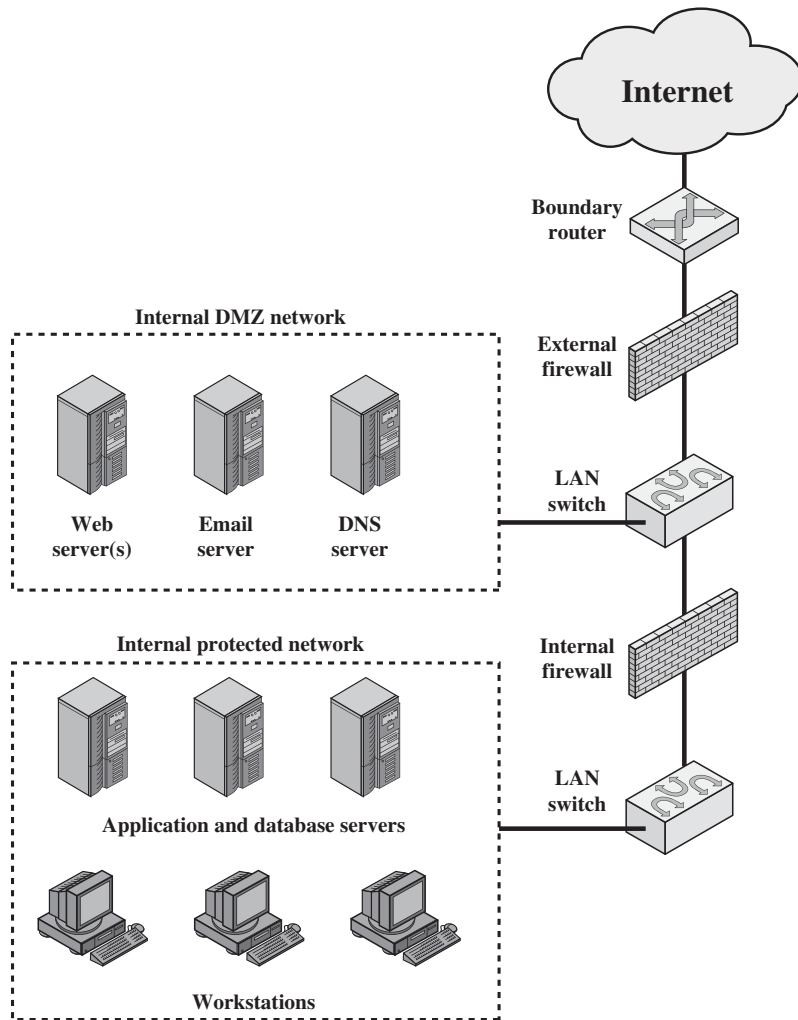 Internet
Boundary
router
Internal DMZ network
External
firewall
LAN
switch
Web
server(s)
Email
server
DNS
server
Internal protected network
Internal
firewall
LAN
switch
Application and database servers
Workstations